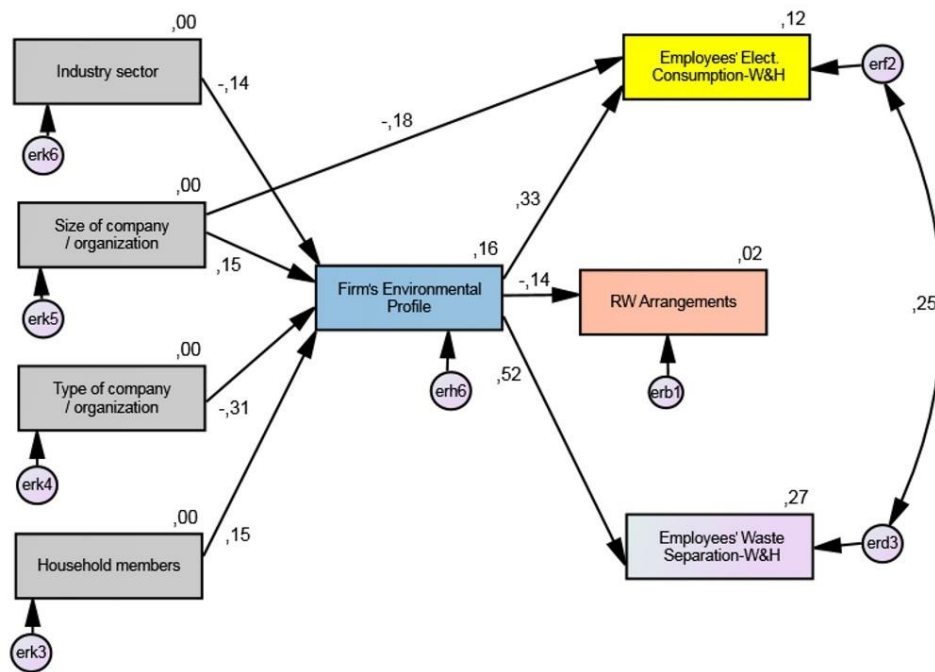 ,00
Industry sector
erk6
-,14
,00
Size of company
/ organization
erk5
-,18
,15
,00
Type of company
/ organization
erk4
-,31
,00
Household members
erk3
,15
,16
Firm's Environmental
Profile
erh6
,33
-,14
,52
,12
Employees' Elect.
Consumption-W&H
erf2
,02
RW Arrangements
erb1
,25
,27
Employees' Waste
Separation-W&H
erd3